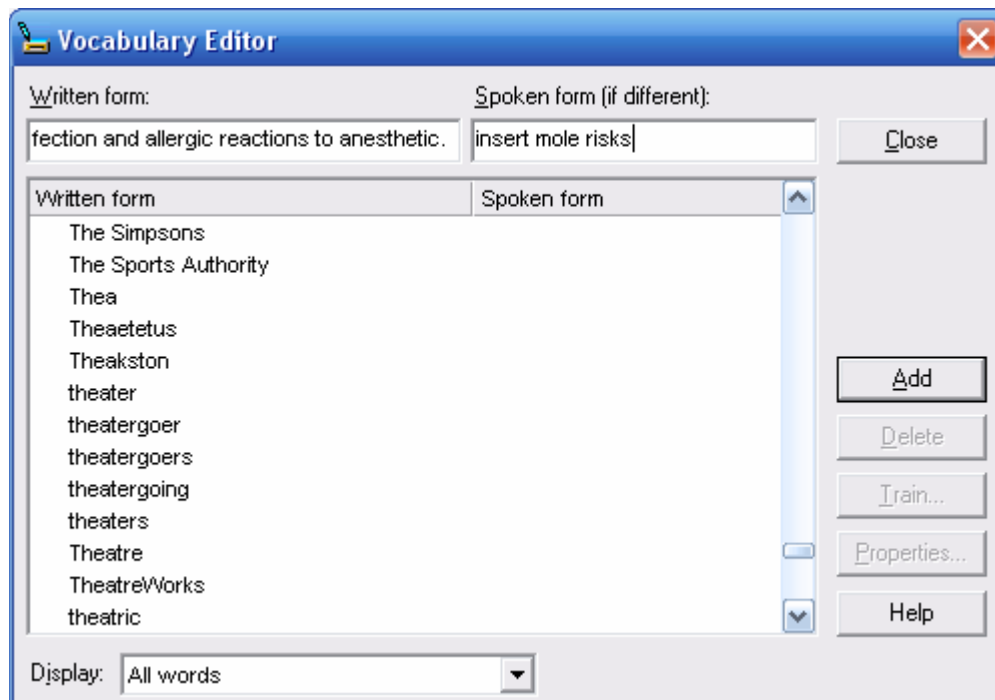 Vocabulary Editor
Written form: Spoken form (if different):
fection and allergic reactions to anesthetic. insert mole risks Close
Written form Spoken form
The Simpsons
The Sports Authority
Thea
Theaetetus
Theakston
theater Add
theatergoer
theatergoers Delete
theatergoing Train...
theaters
Theatre Properties...
TheatreWorks
theatric Help
Display: All words